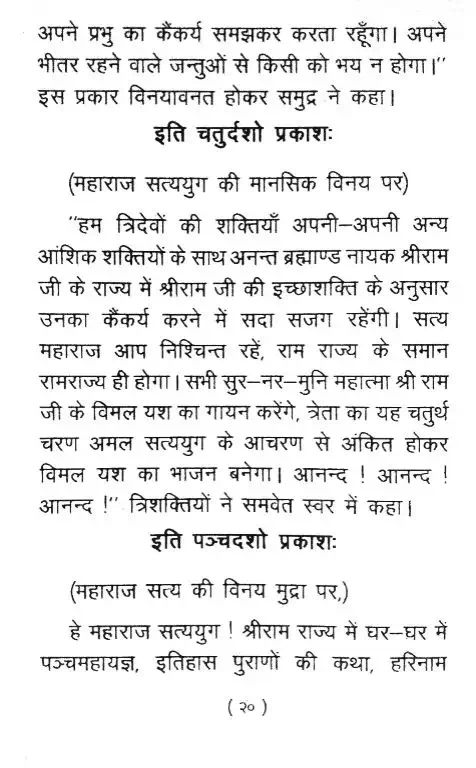 अपने प्रभु का कैंकर्य समझकर करता रहूँगा। अपने
भीतर रहने वाले जन्तुओं से किसी को भय न होगा।"
इस प्रकार विनयावनत होकर समुद्र ने कहा।
इति चतुर्दशो प्रकाशः
(महाराज सत्ययुग की मानसिक विनय पर)
"हम त्रिदेवों की शक्तियाँ अपनी–अपनी अन्य
आंशिक शक्तियों के साथ अनन्त ब्रह्माण्ड नायक श्रीराम
जी के राज्य में श्रीराम जी की इच्छाशक्ति के अनुसार
उनका कैंकर्य करने में सदा सजग रहेंगी। सत्य
महाराज आप निश्चिन्त रहें, राम राज्य के समान
रामराज्य ही होगा। सभी सुर–नर–मुनि महात्मा श्री राम
जी के विमल यश का गायन करेंगे, त्रेता का यह चतुर्थ
चरण अमल सत्ययुग के आचरण से अंकित होकर
विमल यश का भाजन बनेगा। आनन्द ! आनन्द !
आनन्द !" त्रिशक्तियों ने समवेत स्वर में कहा।
इति पञ्चदशो प्रकाशः
(महाराज सत्य की विनय मुद्रा पर,)
हे महाराज सत्ययुग ! श्रीराम राज्य में घर–घर में
पञ्चमहायज्ञ, इतिहास पुराणों की कथा, हरिनाम
(२०)